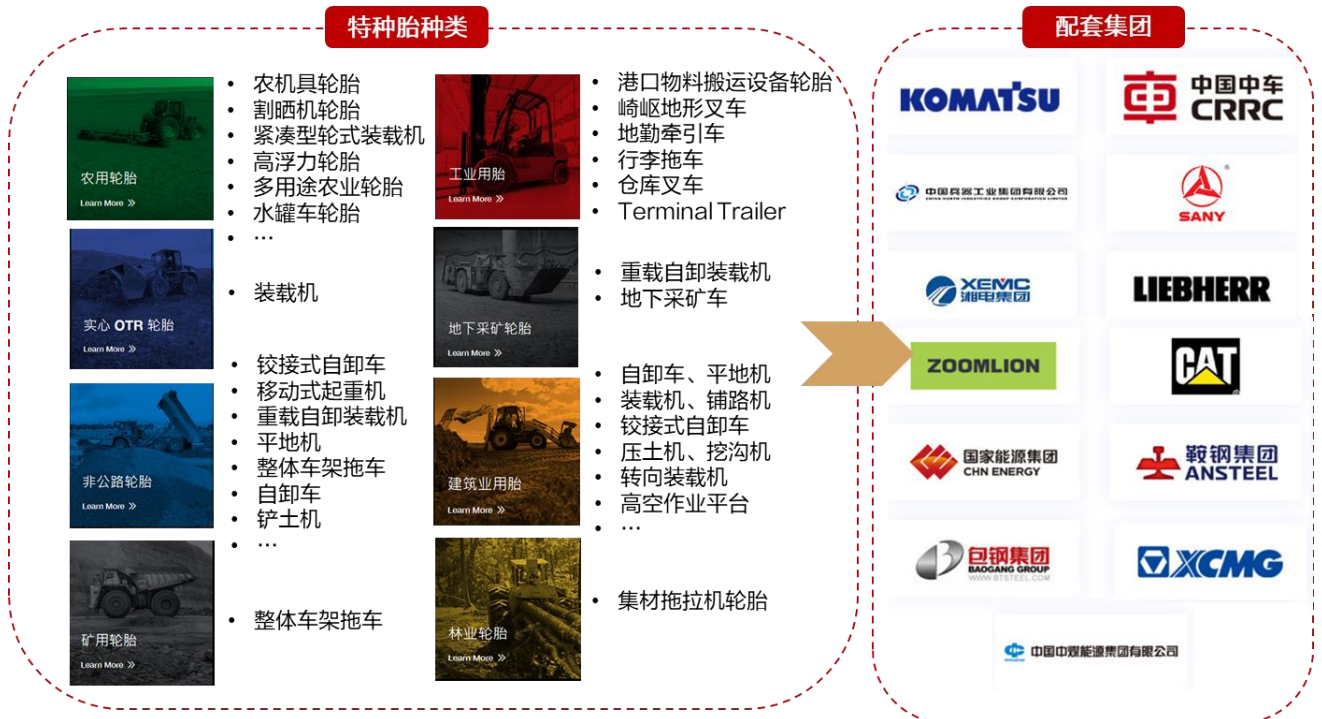 特种胎种类
农用轮胎
Learn More
• 农机具轮胎
• 割晒机轮胎
• 紧凑型轮式装载机
• 高浮力轮胎
• 多用途农业轮胎
• 水罐车轮胎
• …
工业用胎
Learn More
• 港口物料搬运设备轮胎
• 崎岖地形叉车
• 地勤牵引车
• 行李拖车
• 仓库叉车
• Terminal Trailer
实心 OTR 轮胎
Learn More
• 装载机
地下采矿轮胎
Learn More
• 重载自卸装载机
• 地下采矿车
非公路轮胎
Learn More
• 铰接式自卸车
• 移动式起重机
• 重载自卸装载机
• 平地机
• 整体车架拖车
• 自卸车
• 铲土机
• …
建筑业用胎
Learn More
• 自卸车、平地机
• 装载机、铺路机
• 铰接式自卸车
• 压土机、挖沟机
• 转向装载机
• 高空作业平台
• …
矿用轮胎
Learn More
• 整体车架拖车
林业轮胎
Learn More
• 集材拖拉机轮胎
配套集团
KOMATSU
中国中车
CRRC
中国兵器工业集团有限公司
CHINA NORTH INDUSTRIES GROUP CORPORATION LIMITED
SANY
XEMC
湘电集团
LIEBHERR
ZOOMLION
CAT
国家能源集团
CHN ENERGY
鞍钢集团
ANSTEEL
包钢集团
BAOGANG GROUP
WWW.BTSTEEL.COM
XCMG
中国中煤能源集团有限公司